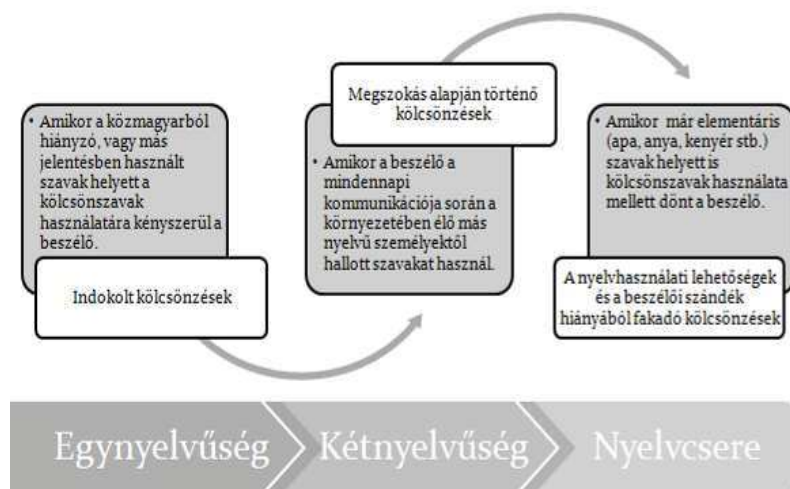 • Amikor a közmagyarból
hiányzó, vagy más
jelentésben használt
szavak helyett a
kölcsönszavak
használatára kényszerül a
beszélő.
Indokolt kölcsönzések
Megszokás alapján történő
kölcsönzések
• Amikor a beszélő a
mindennapi
kommunikációja során a
környezetében élő más
nyelvű személyektől
hallott szavakat használ.
• Amikor már elementáris
(apa, anya, kenyér stb.)
szavak helyett is
kölcsönszavak használata
mellett dönt a beszélő.
A nyelvhasználati lehetőségek
és a beszélői szándék
hiányából fakadó kölcsönzések
Egynyelvűség
Kétnyelvűség
Nyelvcsere